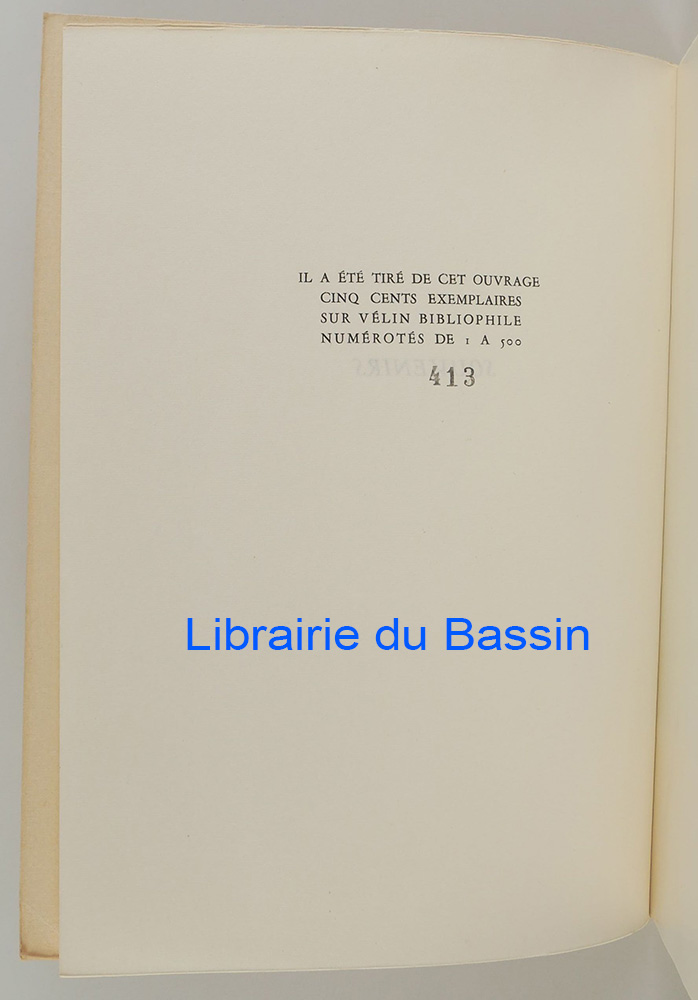 IL A ÉTÉ TIRÉ DE CET OUVRAGE
CINQ CENTS EXEMPLAIRES
SUR VÉLIN BIBLIOPHILE
NUMÉROTÉS DE 1 A 500
SOUVENIRS
413
Librairie du Bassin